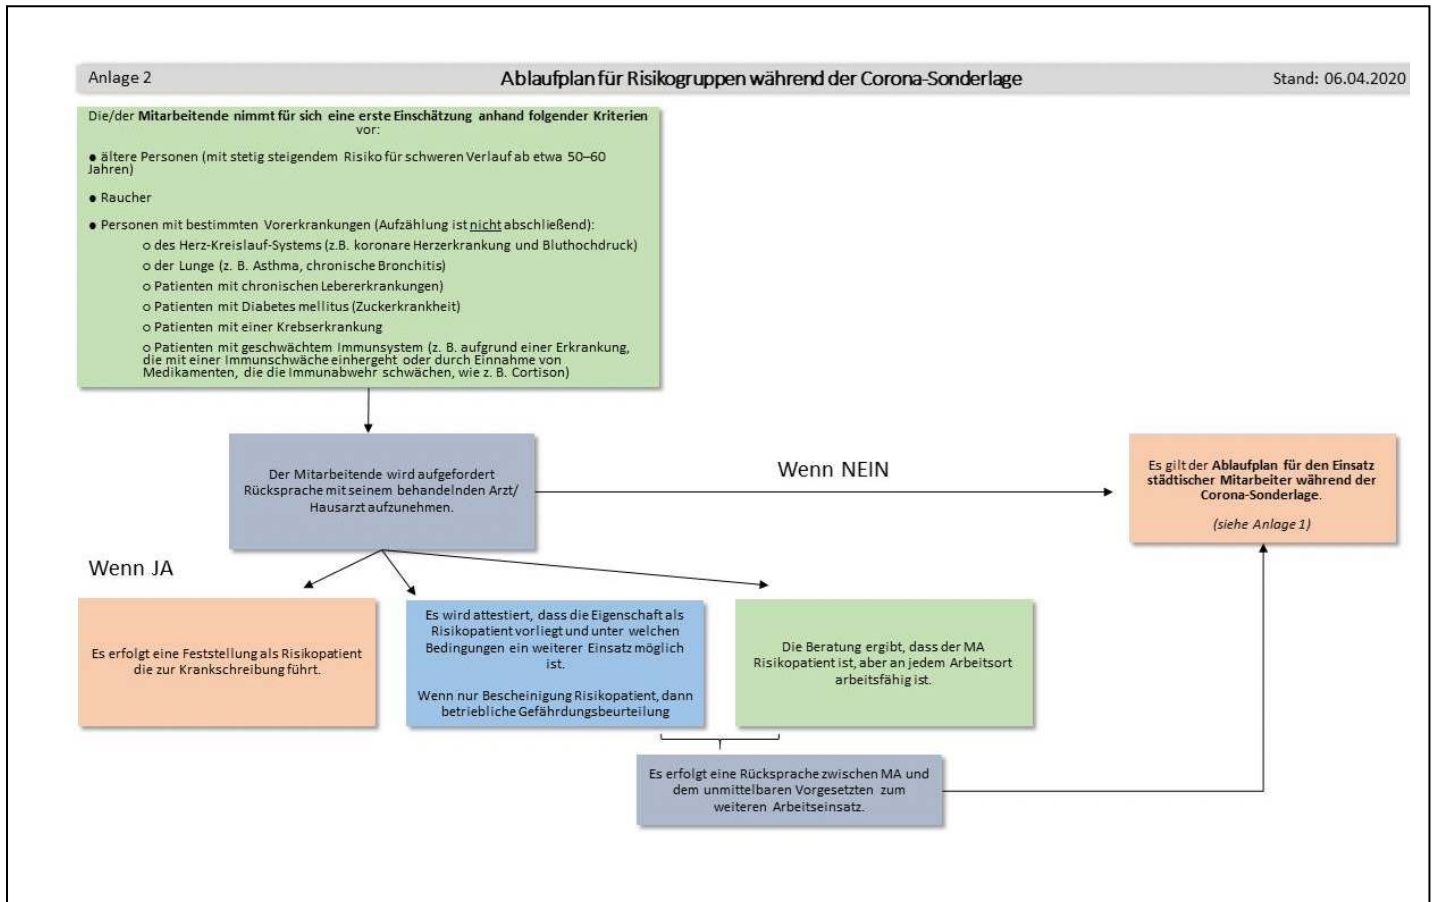 Anlage 2
Ablaufplan für Risikogruppen während der Corona-Sonderlage
Stand: 06.04.2020
Die/der Mitarbeitende nimmt für sich eine erste Einschätzung anhand folgender Kriterien
vor:
● ältere Personen (mit stetig steigendem Risiko für schweren Verlauf ab etwa 50–60
Jahren)
● Raucher
● Personen mit bestimmten Vorerkrankungen (Aufzählung ist nicht abschließend):
o des Herz-Kreislauf-Systems (z.B. koronare Herzerkrankung und Bluthochdruck)
o der Lunge (z. B. Asthma, chronische Bronchitis)
o Patienten mit chronischen Lebererkrankungen)
o Patienten mit Diabetes mellitus (Zuckerkrankheit)
o Patienten mit einer Krebserkrankung
o Patienten mit geschwächtem Immunsystem (z. B. aufgrund einer Erkrankung,
die mit einer Immunschwäche einhergeht oder durch Einnahme von
Medikamenten, die die Immunabwehr schwächen, wie z. B. Cortison)
Der Mitarbeitende wird aufgefordert
Rücksprache mit seinem behandelnden Arzt/
Hausarzt aufzunehmen.
Wenn NEIN
Es gilt der Ablaufplan für den Einsatz
städtischer Mitarbeiter während der
Corona-Sonderlage.
(siehe Anlage 1)
Wenn JA
Es erfolgt eine Feststellung als Risikopatient
die zur Krankschreibung führt.
Es wird attestiert, dass die Eigenschaft als
Risikopatient vorliegt und unter welchen
Bedingungen ein weiterer Einsatz möglich
ist.
Wenn nur Bescheinigung Risikopatient, dann
betriebliche Gefährdungsbeurteilung
Die Beratung ergibt, dass der MA
Risikopatient ist, aber an jedem Arbeitsort
arbeitsfähig ist.
Es erfolgt eine Rücksprache zwischen MA und
dem unmittelbaren Vorgesetzten zum
weiteren Arbeitseinsatz.